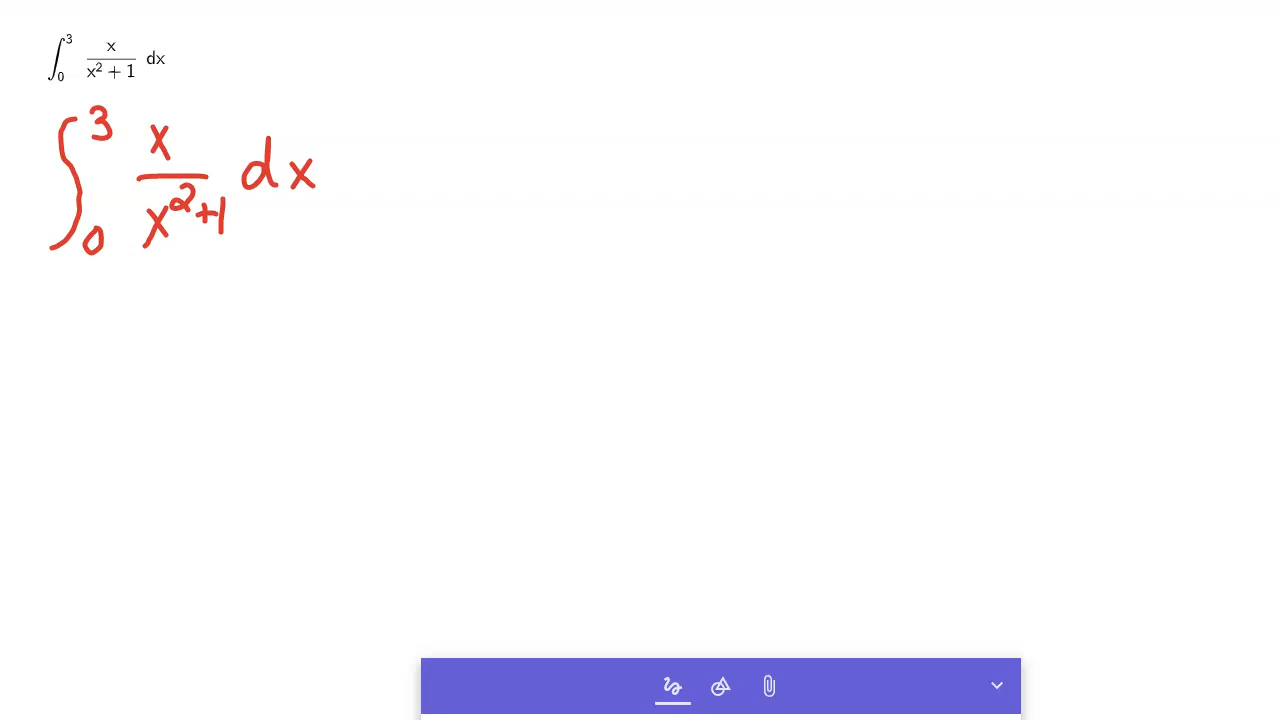 ∫₀³ x/(x² + 1) dx
∫₀³ x/(x²+1) dx